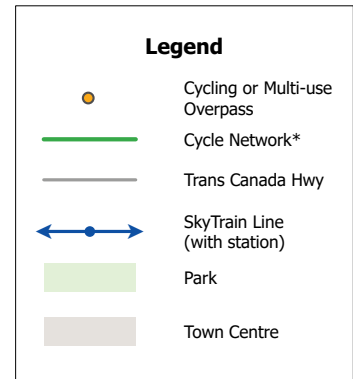 Legend
Cycling or Multi-use
Overpass
Cycle Network*
Trans Canada Hwy
SkyTrain Line
(with station)
Park
Town Centre